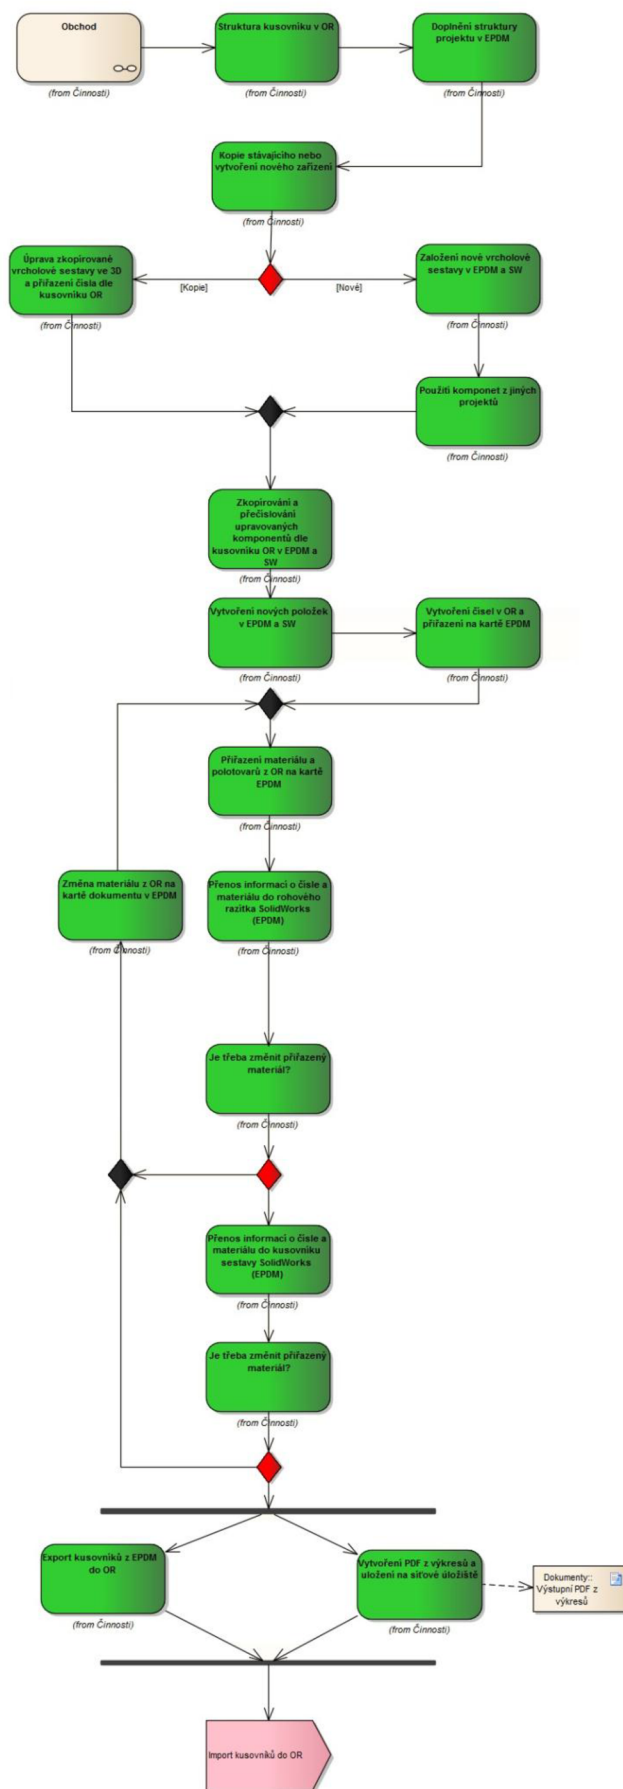 Obchod
(from Činnosti)
Struktura kusovníku v OR
(from Činnosti)
Doplnění struktury
projektu v EPDM
(from Činnosti)
Kopie stávajícího nebo
vytvoření nového zařízení
(from Činnosti)
Úprava zkopírované
vrcholové sestavy ve 3D
a přiřazení čísla dle
kusovníku OR
(from Činnosti)
[Kopie]
[Nové]
Založení nové vrcholové
sestavy v EPDM a SW
(from Činnosti)
Použití komponet z jiných
projektů
(from Činnosti)
Zkopírování a
přečíslování
upravovaných
komponentů dle
kusovníku OR v EPDM a
SW
(from Činnosti)
Vytvoření nových položek
v EPDM a SW
(from Činnosti)
Vytvoření čísel v OR a
přiřazení na kartě EPDM
(from Činnosti)
Přiřazení materiálu a
polotovarů z OR na kartě
EPDM
(from Činnosti)
Změna materiálu z OR na
kartě dokumentu v EPDM
(from Činnosti)
Přenos informací o čísle a
materiálu do rohového
razítka SolidWorks
(EPDM)
(from Činnosti)
Je třeba změnit přiřazený
materiál?
(from Činnosti)
Přenos informací o čísle a
materiálu do kusovníku
sestavy SolidWorks
(EPDM)
(from Činnosti)
Je třeba změnit přiřazený
materiál?
(from Činnosti)
Export kusovníků z EPDM
do OR
(from Činnosti)
Vytvoření PDF z výkresů a
uložení na síťové úložiště
(from Činnosti)
Dokumenty::
Výstupní PDF z
výkresů
Import kusovníků do OR